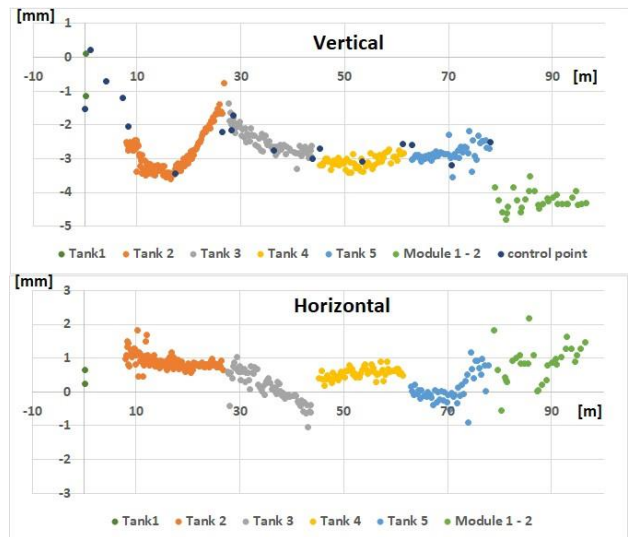 [mm]
Vertical
1
0
-10
10
30
50
70
90
[m]
-1
-2
-3
-4
-5
Tank1
Tank 2
Tank 3
Tank 4
Tank 5
Module 1 - 2
control point
[mm]
3
Horizontal
2
1
0
-10
10
30
50
70
90
[m]
-1
-2
-3
Tank1
Tank 2
Tank 3
Tank 4
Tank 5
Module 1 - 2